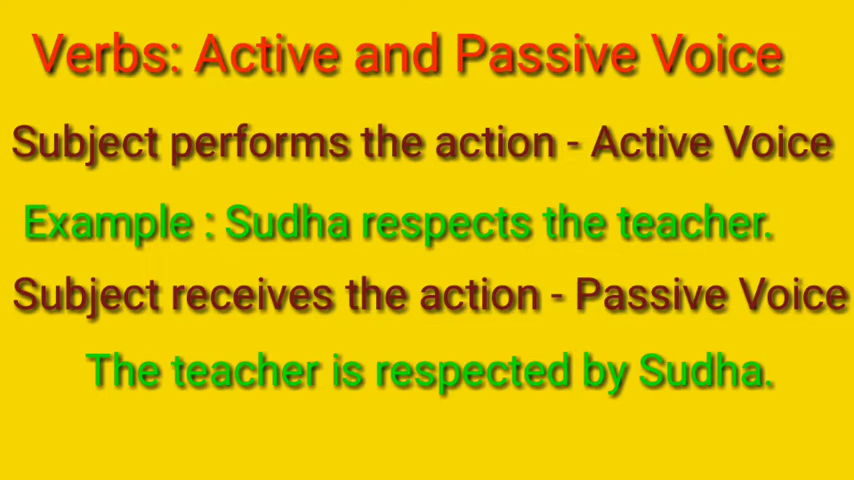 Verbs: Active and Passive Voice
Subject performs the action - Active Voice
Example : Sudha respects the teacher.
Subject receives the action - Passive Voice
The teacher is respected by Sudha.